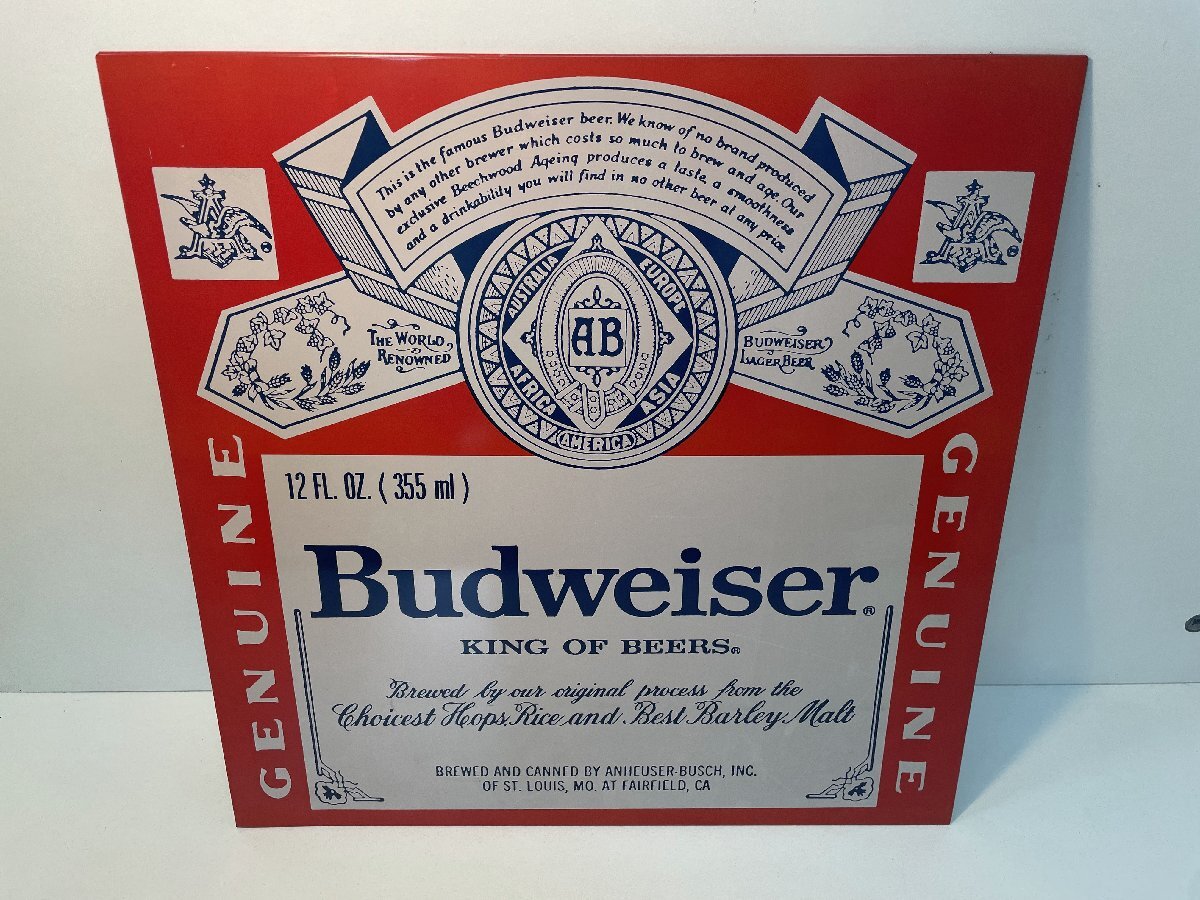 This is the famous Budweiser beer. We know of no brand produced
by any other brewer which costs so much to brew and age. Our
exclusive Beechwood Ageing produces a taste, a smoothness
and a drinkability you will find in no other beer at any price
AUSTRALIA
EUROPE
THE WORLD
RENOWNED
AB
BUDWEISER
LAGER BEER
AFRICA
ASIA
AMERICA
GENUINE
GENUINE
12 FL. OZ. ( 355 ml )
Budweiser®
KING OF BEERS®
Brewed by our original process from the
Choicest Hops, Rice and Best Barley Malt
BREWED AND CANNED BY ANHEUSER-BUSCH, INC.
OF ST. LOUIS, MO. AT FAIRFIELD, CA